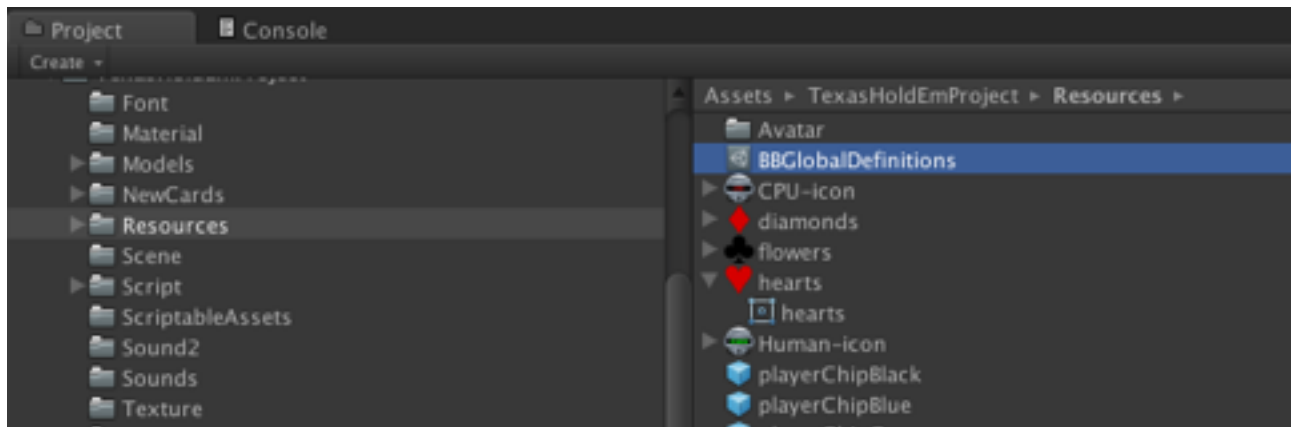 Project
Console
Create
Font
Material
Models
NewCards
Resources
Scene
Script
ScriptableAssets
Sound2
Sounds
Texture
Assets ▸ TexasHoldEmProject ▸ Resources ▸
Avatar
BBGlobalDefinitions
CPU-icon
diamonds
flowers
hearts
hearts
Human-icon
playerChipBlack
playerChipBlue